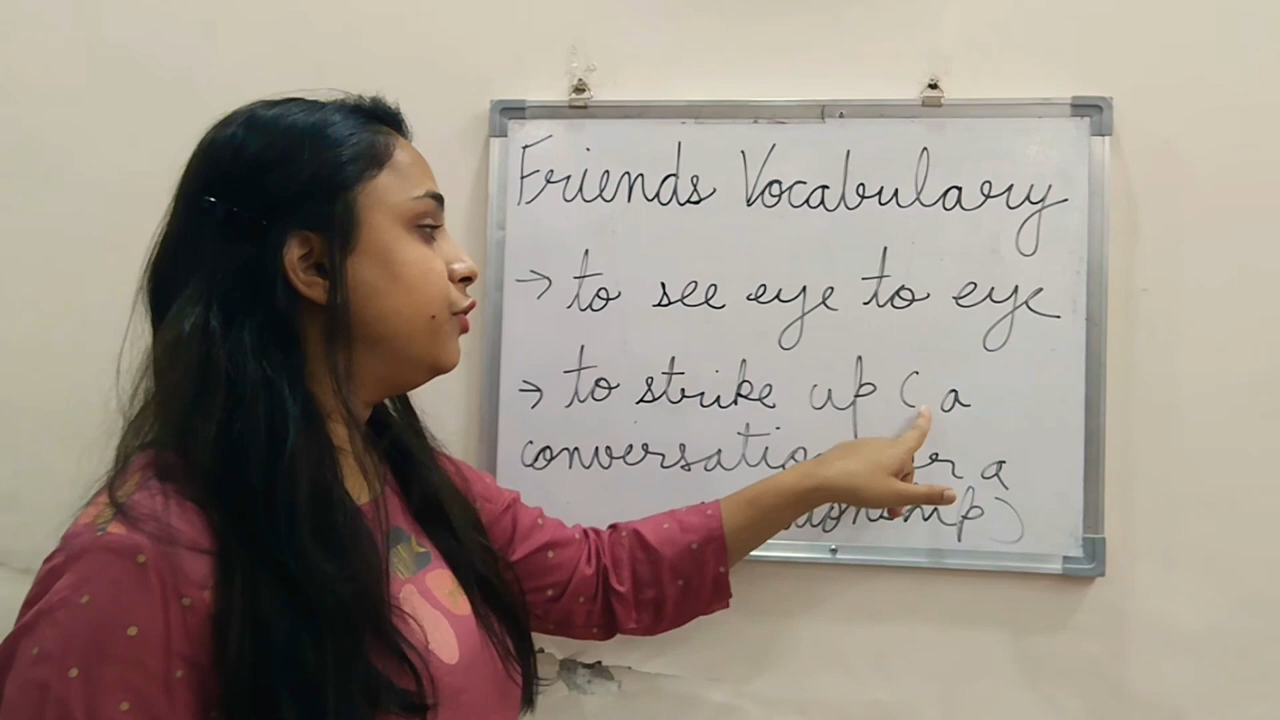 Friends Vocabulary
→ to see eye to eye
→ to strike up (a
a
)